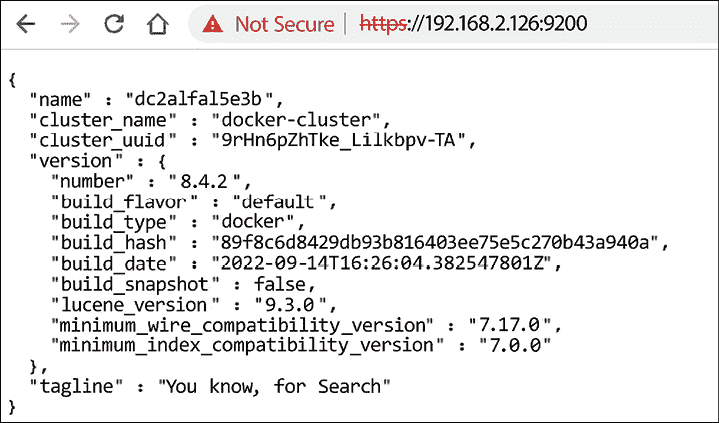 Not Secure | https://192.168.2.126:9200
{
"name" : "dc2a1fa15e3b",
"cluster_name" : "docker-cluster",
"cluster_uuid" : "9rHn6pZhTke_Lilkbpv-TA",
"version" : {
"number" : "8.4.2",
"build_flavor" : "default",
"build_type" : "docker",
"build_hash" : "89f8c6d8429db93b816403ee75e5c270b43a940a",
"build_date" : "2022-09-14T16:26:04.382547801Z",
"build_snapshot" : false,
"lucene_version" : "9.3.0",
"minimum_wire_compatibility_version" : "7.17.0",
"minimum_index_compatibility_version" : "7.0.0"
},
"tagline" : "You know, for Search"
}